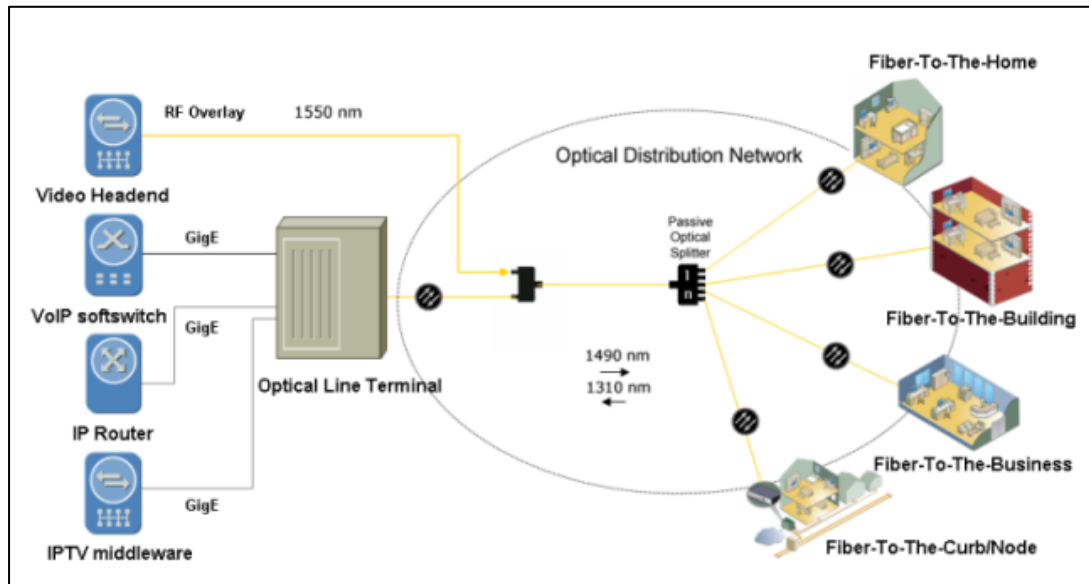 Fiber-To-The-Home
RF Overlay
1550 nm
Optical Distribution Network
Video Headend
Passive
Optical
Splitter
GigE
1
n
VoIP softswitch
Fiber-To-The-Building
GigE
1490 nm
1310 nm
Optical Line Terminal
IP Router
Fiber-To-The-Business
GigE
IPTV middleware
Fiber-To-The-Curb/Node